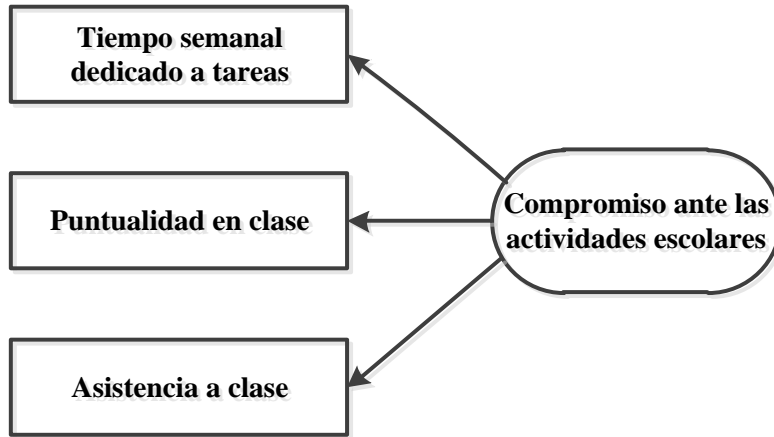 Tiempo semanal
dedicado a tareas
Puntualidad en clase
Compromiso ante las
actividades escolares
Asistencia a clase